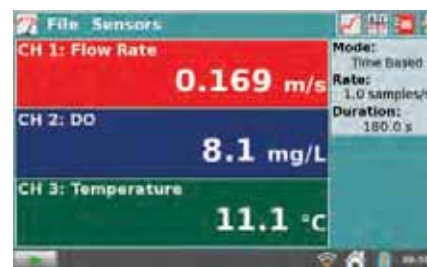 File Sensors
CH 1: Flow Rate
0.169 m/s
CH 2: DO
8.1 mg/L
CH 3: Temperature
11.1 °C
Mode:
Time Based
Rate:
1.0 samples/s
Duration:
180.0 s